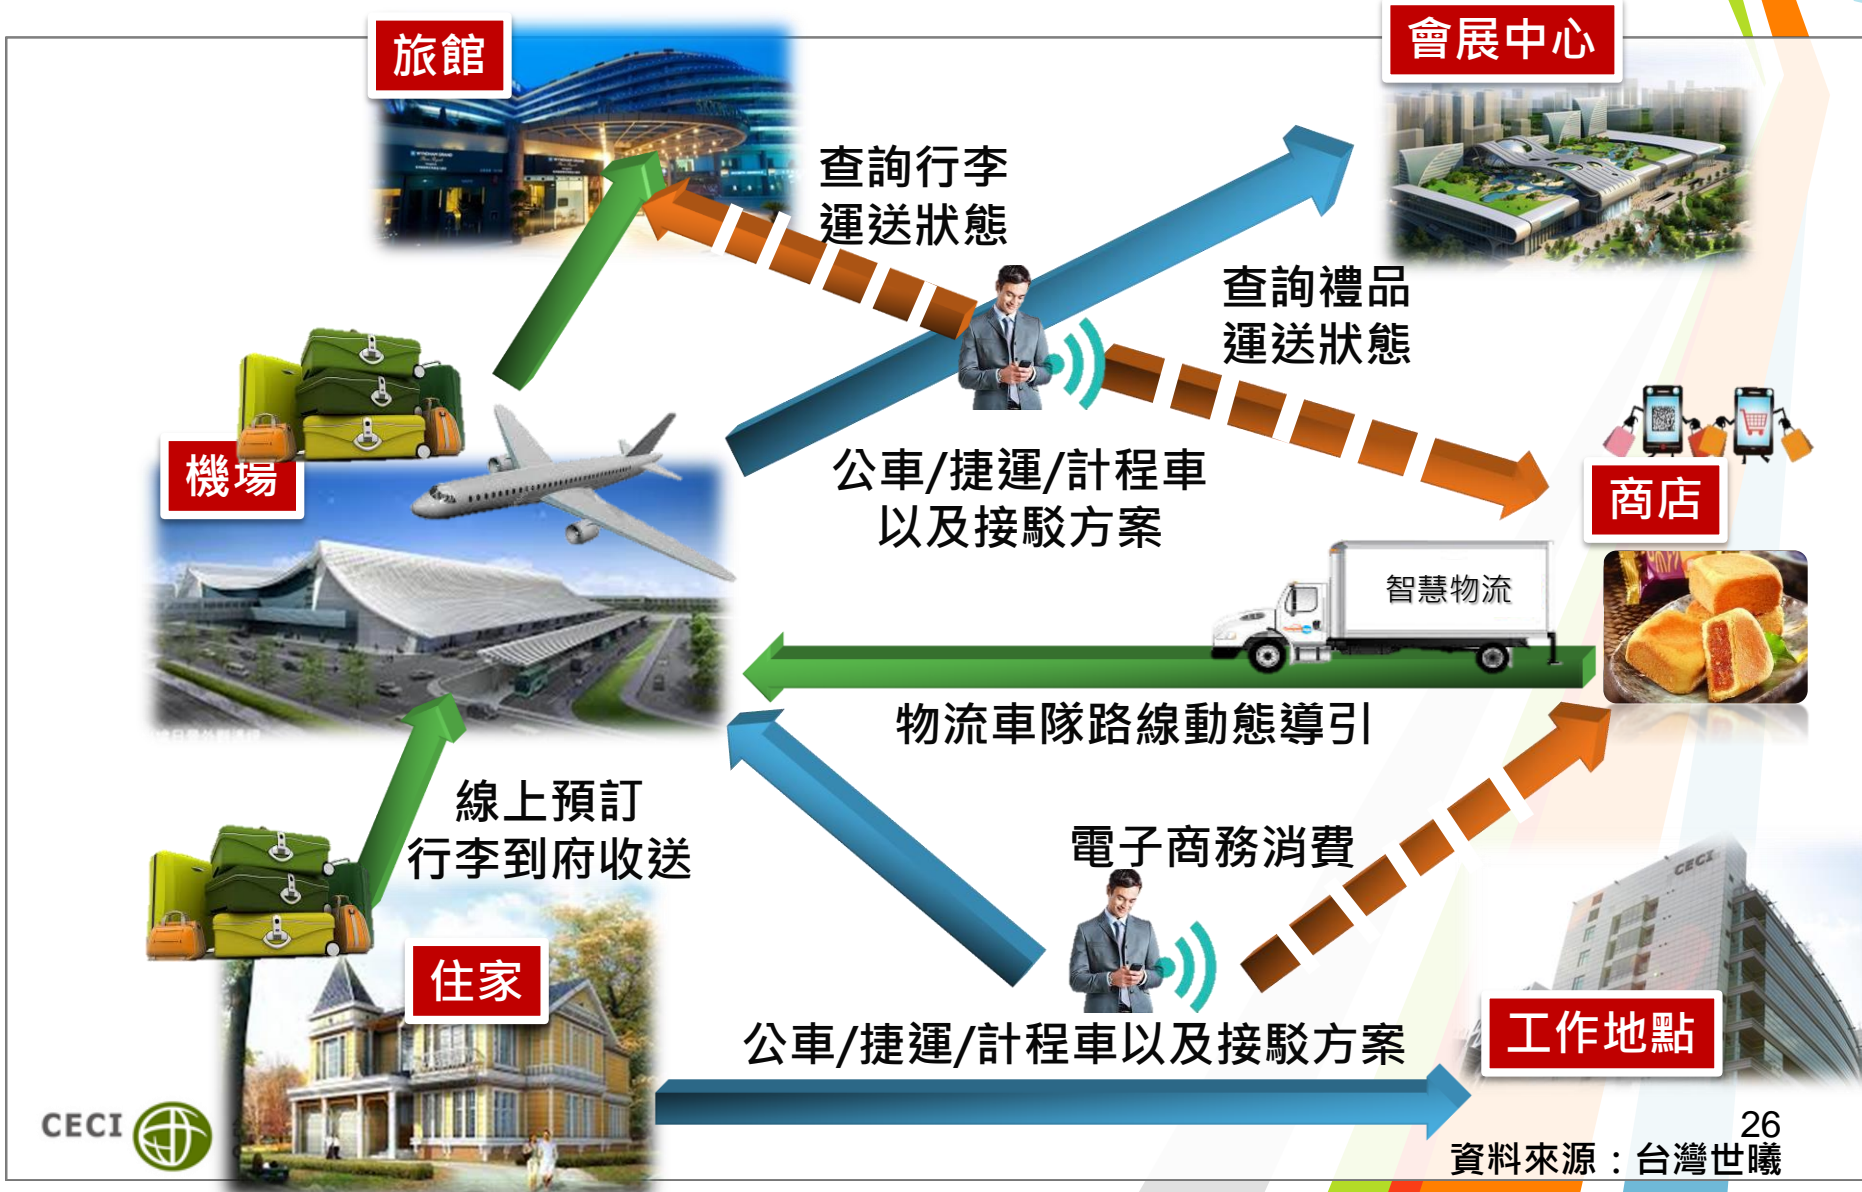 旅館
會展中心
查詢行李
運送狀態
查詢禮品
運送狀態
機場
公車/捷運/計程車
以及接駁方案
商店
智慧物流
物流車隊路線動態導引
線上預訂
行李到府收送
電子商務消費
CECI
住家
工作地點
公車/捷運/計程車以及接駁方案
CECI
26
資料來源：台灣世曦